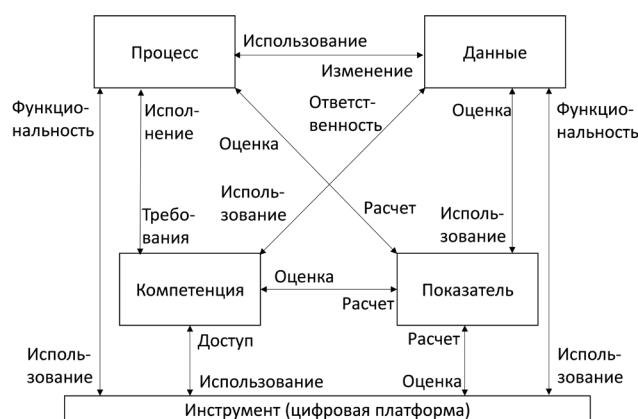 Процесс
Использование
Изменение
Данные
Функцио-
нальность
Испол-
нение
Оценка
Ответст-
венность
Оценка
Функцио-
нальность
Исполь-
зование
Расчет
Требо-
вания
Исполь-
зование
Компетенция
Оценка
Расчет
Показатель
Исполь-
зование
Доступ
Использование
Расчет
Оценка
Исполь-
зование
Инструмент (цифровая платформа)